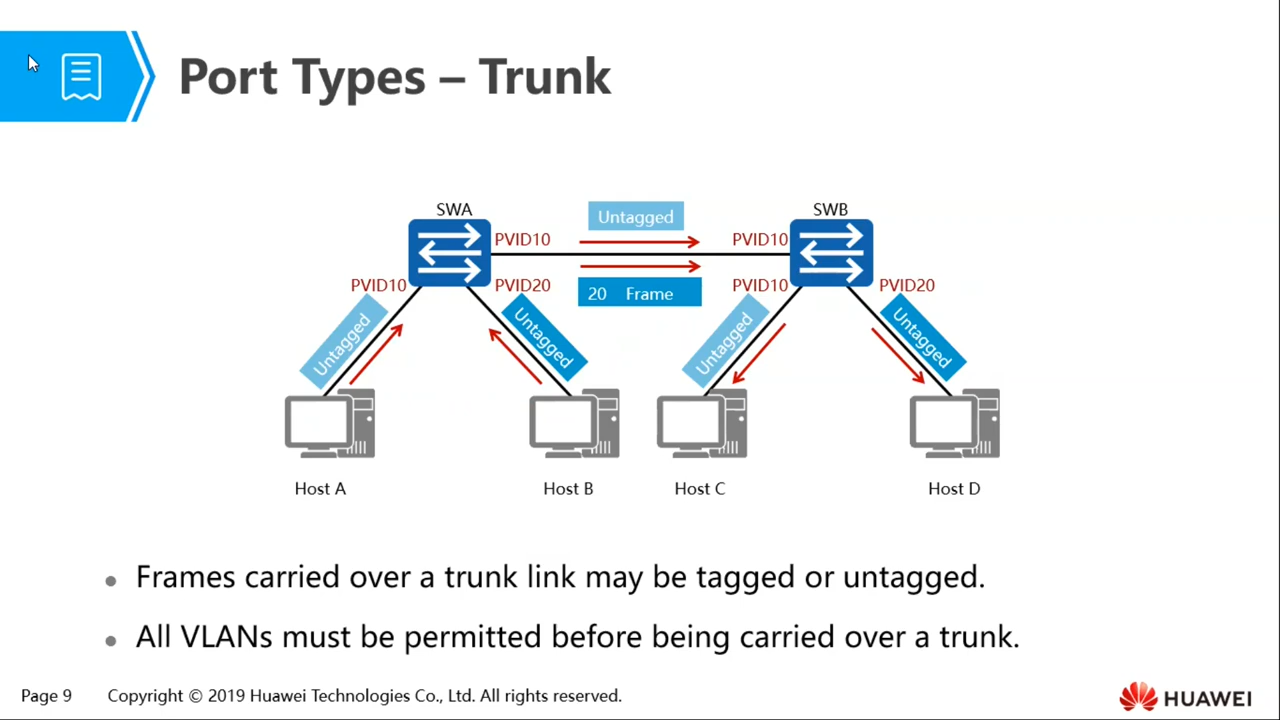 Port Types – Trunk
SWA
Untagged
SWB
PVID10
PVID10
PVID10
PVID20
20 Frame
PVID10
PVID20
Untagged
Untagged
Untagged
Untagged
Host A
Host B
Host C
Host D
Frames carried over a trunk link may be tagged or untagged.
All VLANs must be permitted before being carried over a trunk.
Page 9
Copyright © 2019 Huawei Technologies Co., Ltd. All rights reserved.
HUAWEI